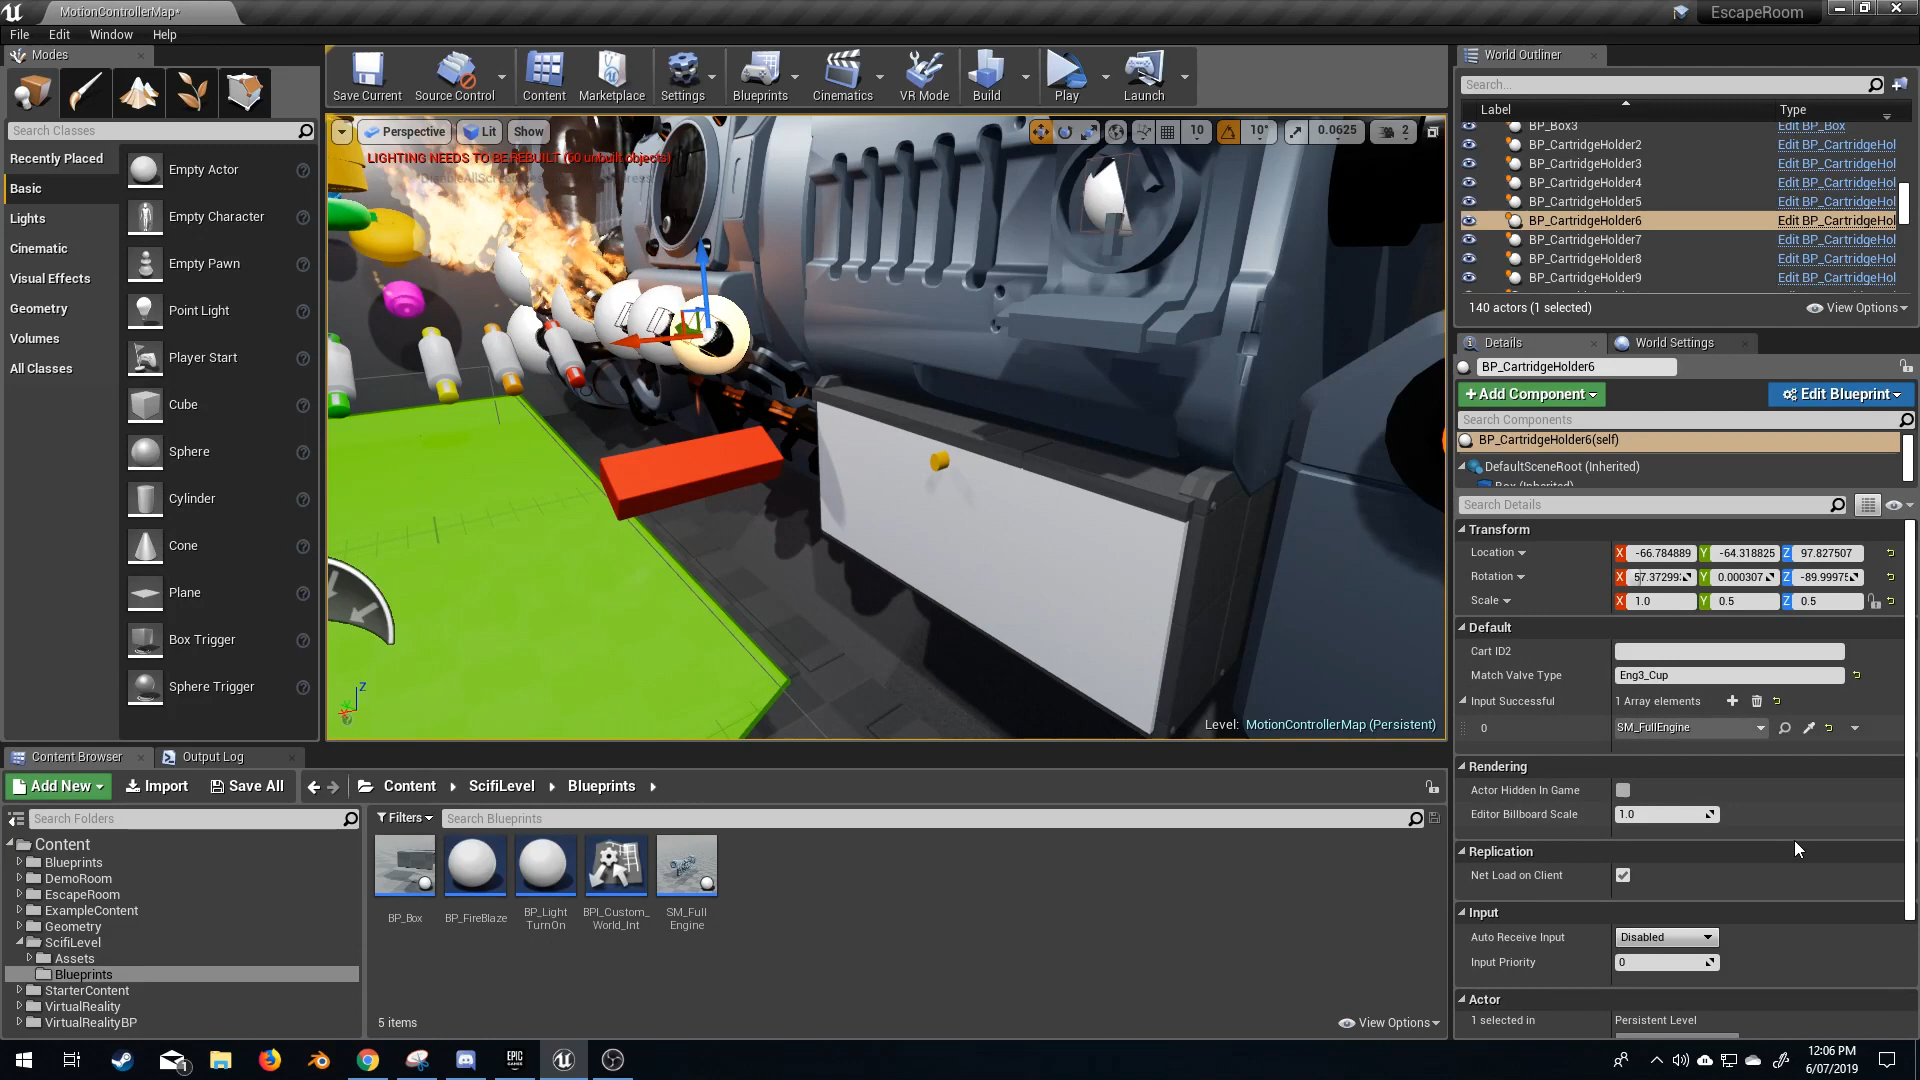 MotionControllerMap*
EscapeRoom
File Edit Window Help
Modes
Search Classes
Recently Placed
Basic
Lights
Cinematic
Visual Effects
Geometry
Volumes
All Classes
Empty Actor
Empty Character
Empty Pawn
Point Light
Player Start
Cube
Sphere
Cylinder
Cone
Plane
Box Trigger
Sphere Trigger
Save Current Source Control Content Marketplace Settings Blueprints Cinematics VR Mode Build Play Launch
Perspective Lit Show 10 10° 0.0625 2
LIGHTING NEEDS TO BE REBUILT (60 unbuilt objects)
Level: MotionControllerMap (Persistent)
World Outliner
Search...
Label Type
BP_Box3 Edit BP_Box
BP_CartridgeHolder2 Edit BP_CartridgeHol
BP_CartridgeHolder3 Edit BP_CartridgeHol
BP_CartridgeHolder4 Edit BP_CartridgeHol
BP_CartridgeHolder5 Edit BP_CartridgeHol
BP_CartridgeHolder6 Edit BP_CartridgeHol
BP_CartridgeHolder7 Edit BP_CartridgeHol
BP_CartridgeHolder8 Edit BP_CartridgeHol
BP_CartridgeHolder9 Edit BP_CartridgeHol
140 actors (1 selected) View Options
Details World Settings
BP_CartridgeHolder6
+Add Component Edit Blueprint
Search Components
BP_CartridgeHolder6(self)
DefaultSceneRoot (Inherited)
Box (Inherited)
Search Details
Transform
Location X -66.784889 Y -64.318825 Z 97.827507
Rotation X 57.37299 Y 0.000307 Z -89.99975
Scale X 1.0 Y 0.5 Z 0.5
Default
Cart ID2
Match Valve Type Eng3_Cup
Input Successful 1 Array elements
0 SM_FullEngine
Rendering
Actor Hidden In Game
Editor Billboard Scale 1.0
Replication
Net Load on Client
Input
Auto Receive Input Disabled
Input Priority 0
Actor
1 selected in Persistent Level
Content Browser Output Log
Add New Import Save All Content ScifiLevel Blueprints
Search Folders
Content
Blueprints
DemoRoom
EscapeRoom
ExampleContent
Geometry
ScifiLevel
Assets
Blueprints
StarterContent
VirtualReality
VirtualRealityBP
Filters Search Blueprints
BP_Box
BP_FireBlaze
BP_Light
TurnOn
BPI_Custom_
World_Int
SM_Full
Engine
5 items View Options
EPIC
GAMES
1
12:06 PM
6/07/2019